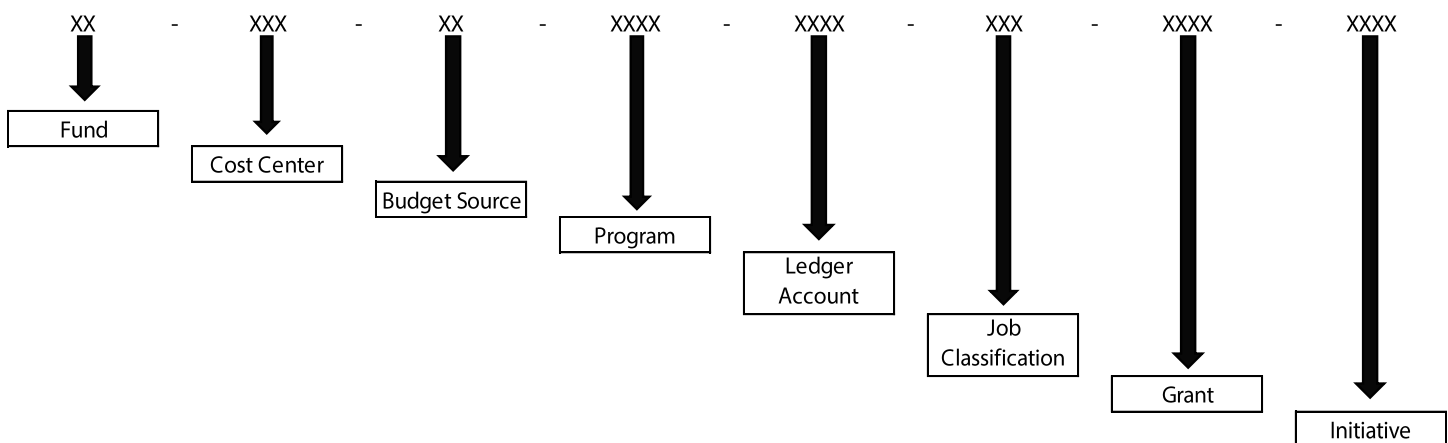 XX - XXX - XX - XXXX - XXXX - XXX - XXXX - XXXX
Fund
Cost Center
Budget Source
Program
Ledger
Account
Job
Classification
Grant
Initiative